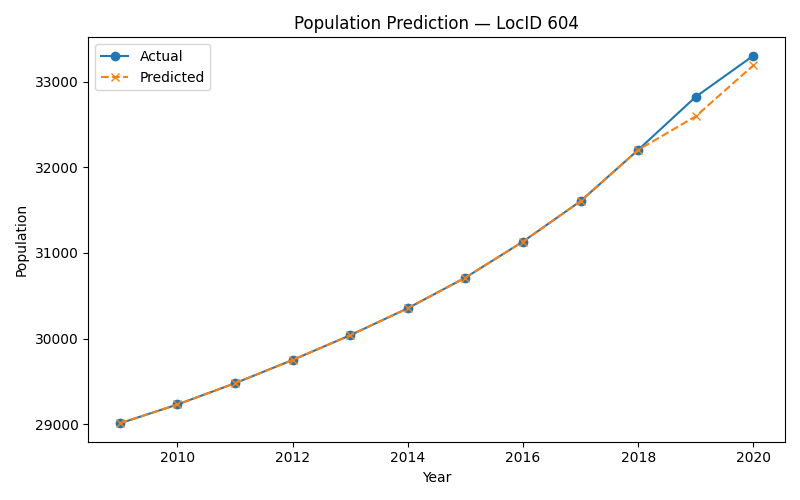 Population Prediction — LocID 604
Actual
Predicted
33000
32000
31000
30000
29000
Population
2010 2012 2014 2016 2018 2020
Year